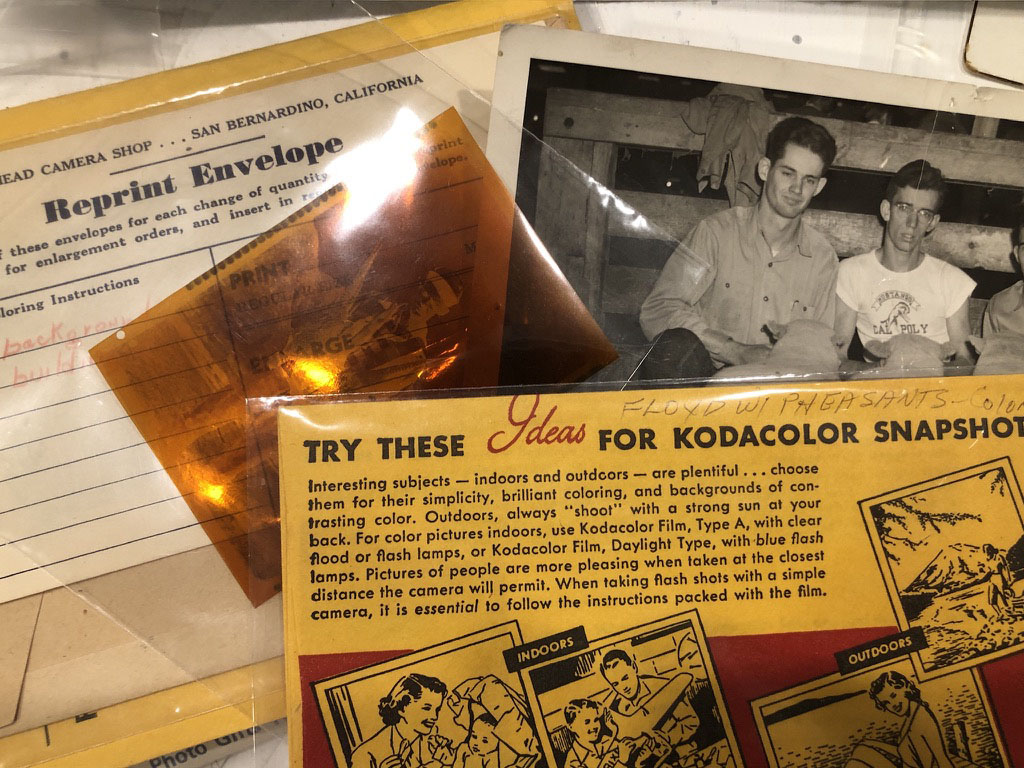 HEAD CAMERA SHOP . . . SAN BERNARDINO, CALIFORNIA
Reprint Envelope
these envelopes for each change of quantity
for enlargement orders, and insert in
print
envelope.
loring Instructions
PRINT
ENLARGE
CAL POLY
FLOYD W/ PHEASANTS - Color
TRY THESE Ideas FOR KODACOLOR SNAPSHOT
Interesting subjects — indoors and outdoors — are plentiful . . . choose
them for their simplicity, brilliant coloring, and backgrounds of con-
trasting color. Outdoors, always "shoot" with a strong sun at your
back. For color pictures indoors, use Kodacolor Film, Type A, with clear
flood or flash lamps, or Kodacolor Film, Daylight Type, with blue flash
lamps. Pictures of people are more pleasing when taken at the closest
distance the camera will permit. When taking flash shots with a simple
camera, it is essential to follow the instructions packed with the film.
INDOORS
OUTDOORS
Photo